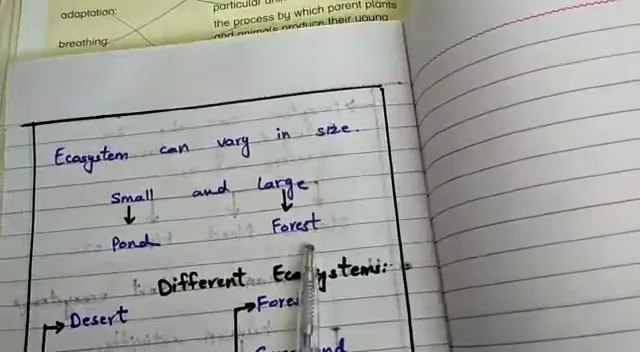 adaptation:
particular
the process by which parent plants
breathing.
and animals produce their young
Ecosystem can vary in size.
Small and Large
Pond Forest
Different Ecosystems:-
Desert